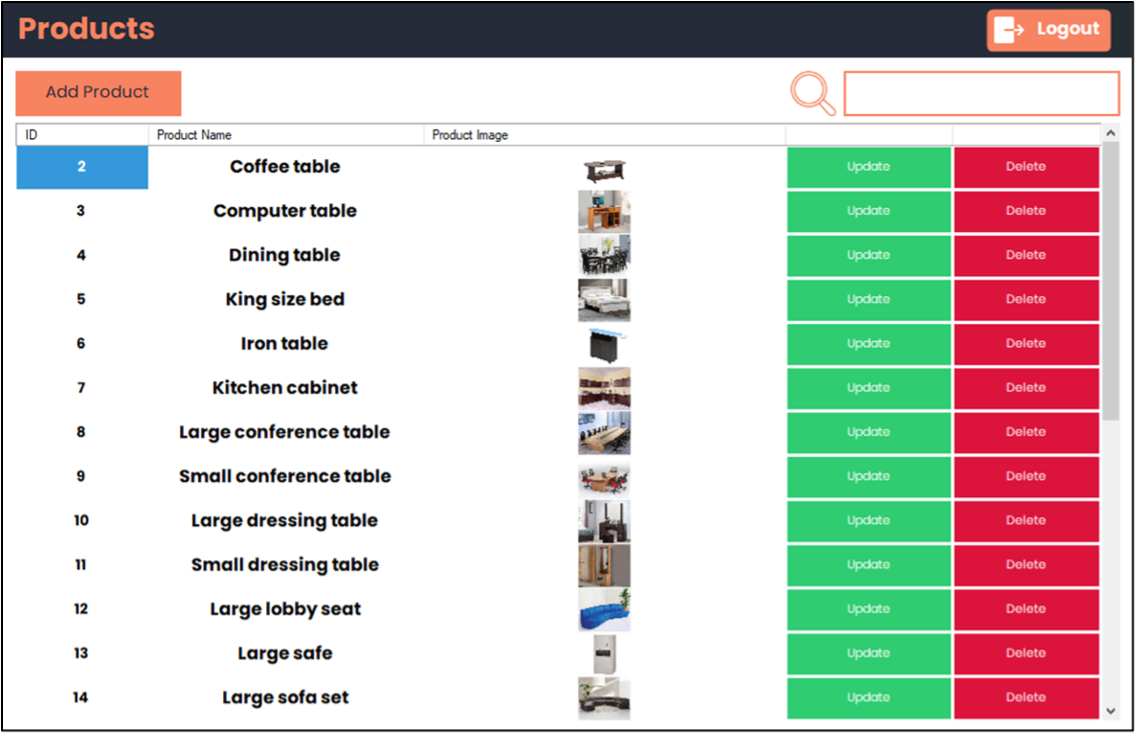 Products
Logout
Add Product
ID Product Name Product Image
2 Coffee table Update Delete
3 Computer table Update Delete
4 Dining table Update Delete
5 King size bed Update Delete
6 Iron table Update Delete
7 Kitchen cabinet Update Delete
8 Large conference table Update Delete
9 Small conference table Update Delete
10 Large dressing table Update Delete
11 Small dressing table Update Delete
12 Large lobby seat Update Delete
13 Large safe Update Delete
14 Large sofa set Update Delete